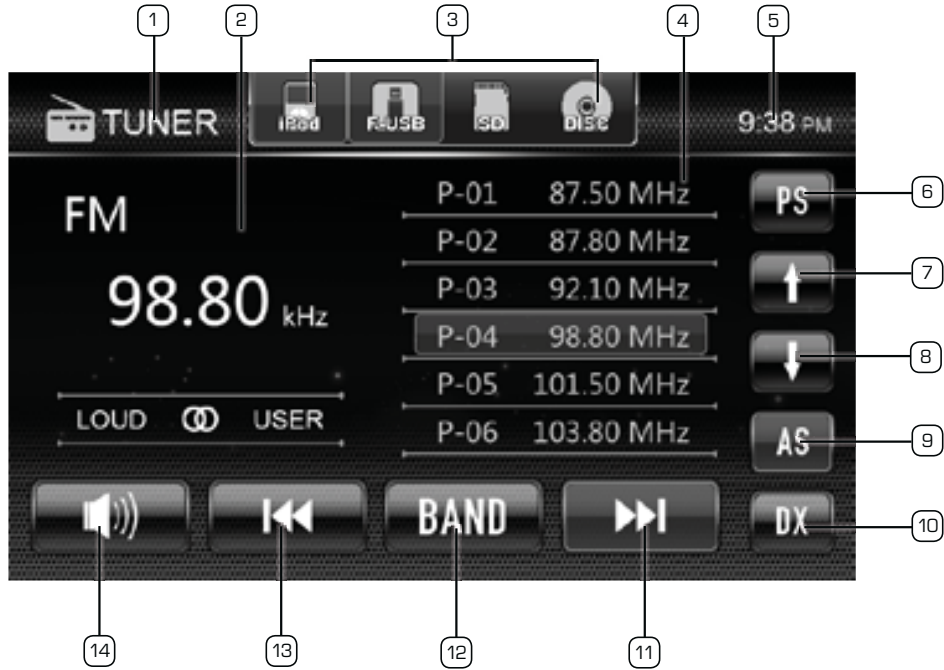 1 2 3 4 5
TUNER iPod F-USB SD DISC 9:38 PM
FM
98.80 kHz
LOUD USER
P-01 87.50 MHz
P-02 87.80 MHz
P-03 92.10 MHz
P-04 98.80 MHz
P-05 101.50 MHz
P-06 103.80 MHz
PS 6
7
8
AS 9
DX 10
BAND
14 13 12 11